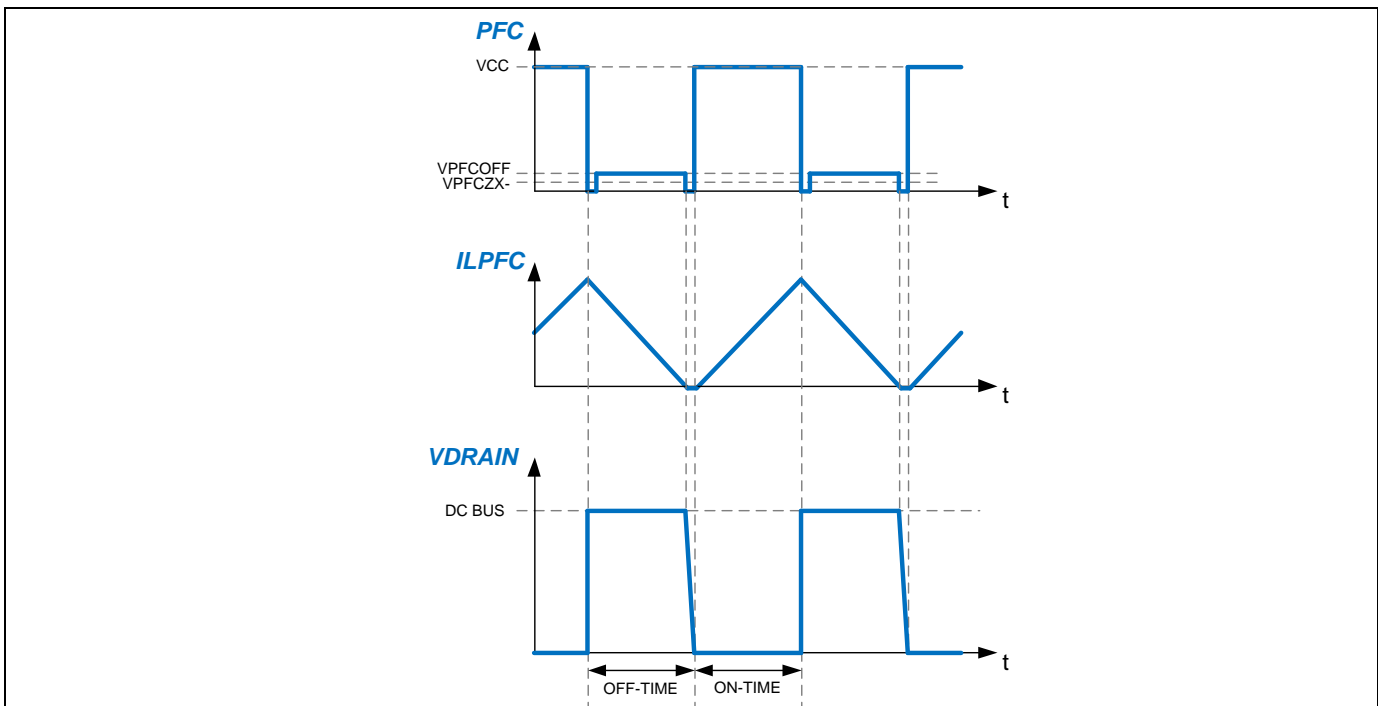 PFC
VCC
VPFCOFF
VPFCZX-
t
ILPFC
t
VDRAIN
DC BUS
t
OFF-TIME
ON-TIME